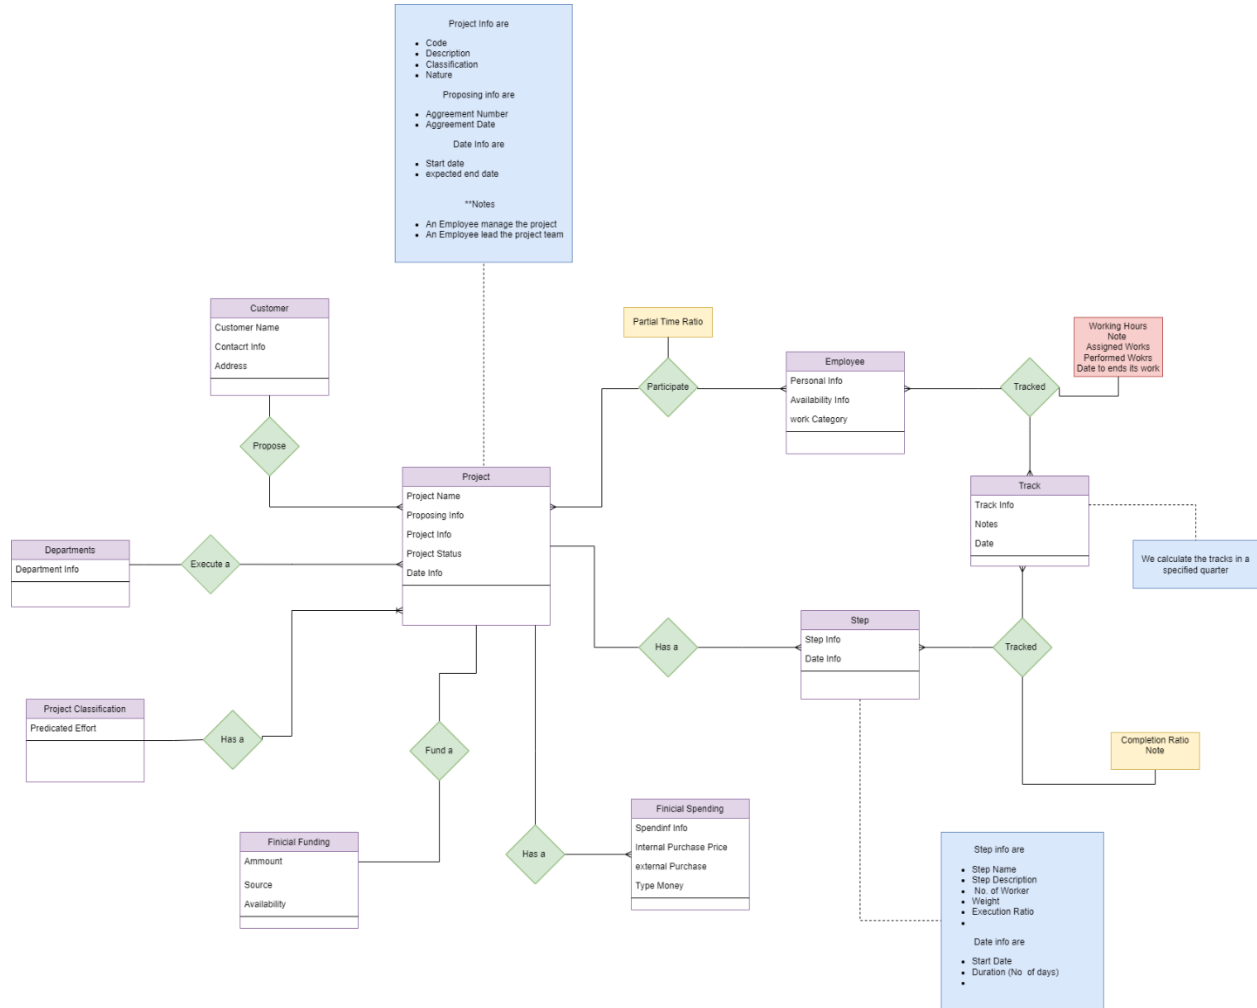 Project Info are
Code
Description
Classification
Nature
Proposing info are
Aggreement Number
Aggreement Date
Date Info are
Start date
expected end date
**Notes
An Employee manage the project
An Employee lead the project team
Customer
Customer Name
Contacrt Info
Address
Propose
Partial Time Ratio
Participate
Employee
Personal Info
Availability Info
work Category
Tracked
Working Hours
Note
Assigned Works
Performed Wokrs
Date to ends its work
Project
Project Name
Proposing Info
Project Info
Project Status
Date Info
Track
Track Info
Notes
Date
We calculate the tracks in a
specified quarter
Departments
Department Info
Execute a
Has a
Step
Step Info
Date Info
Tracked
Project Classification
Predicated Effort
Has a
Fund a
Completion Ratio
Note
Finicial Funding
Ammount
Source
Availability
Has a
Finicial Spending
Spendinf Info
Internal Purchase Price
external Purchase
Type Money
Step info are
Step Name
Step Description
No. of Worker
Weight
Execution Ratio
Date info are
Start Date
Duration (No of days)